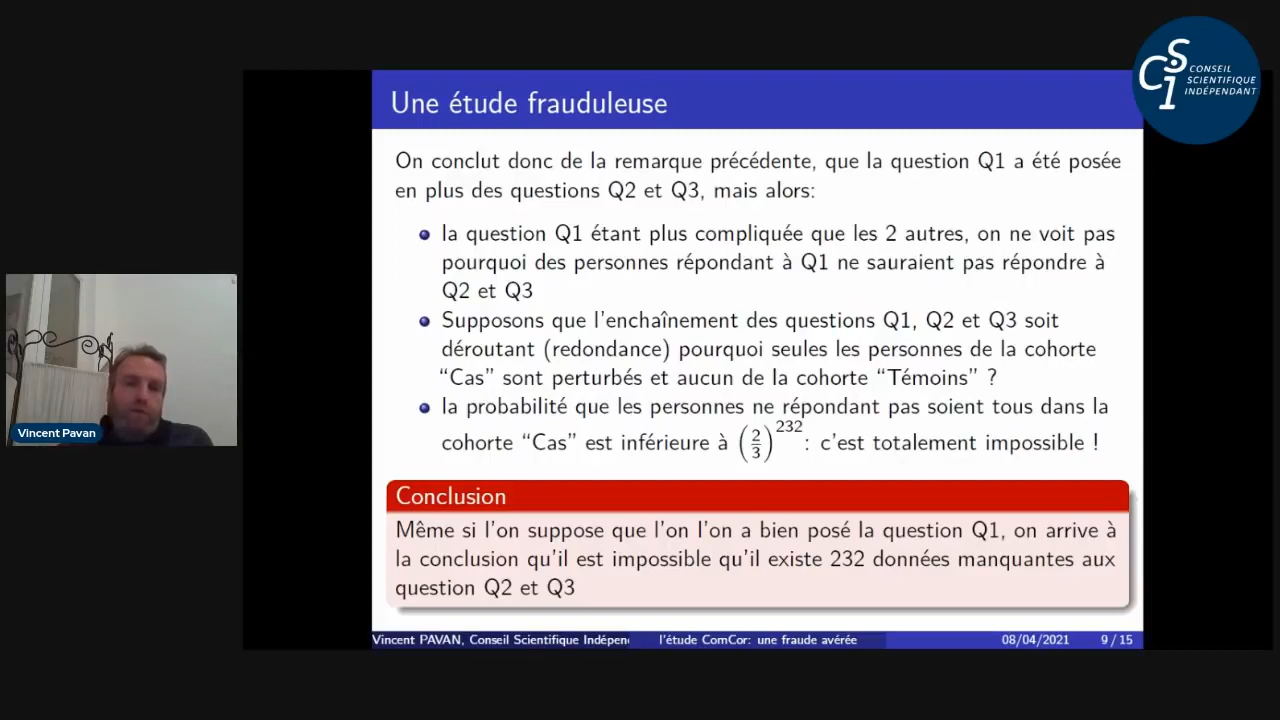 CSI
CONSEIL
SCIENTIFIQUE
INDÉPENDANT
Une étude frauduleuse
On conclut donc de la remarque précédente, que la question Q1 a été posée
en plus des questions Q2 et Q3, mais alors:
la question Q1 étant plus compliquée que les 2 autres, on ne voit pas
pourquoi des personnes répondant à Q1 ne sauraient pas répondre à
Q2 et Q3
Supposons que l'enchaînement des questions Q1, Q2 et Q3 soit
déroutant (redondance) pourquoi seules les personnes de la cohorte
“Cas” sont perturbés et aucun de la cohorte “Témoins” ?
la probabilité que les personnes ne répondant pas soient tous dans la
cohorte “Cas” est inférieure à (2/3)^232: c'est totalement impossible !
Conclusion
Même si l'on suppose que l'on l'on a bien posé la question Q1, on arrive à
la conclusion qu'il est impossible qu'il existe 232 données manquantes aux
question Q2 et Q3
Vincent PAVAN, Conseil Scientifique Indépen
l'étude ComCor: une fraude avérée
08/04/2021
9 / 15
Vincent Pavan